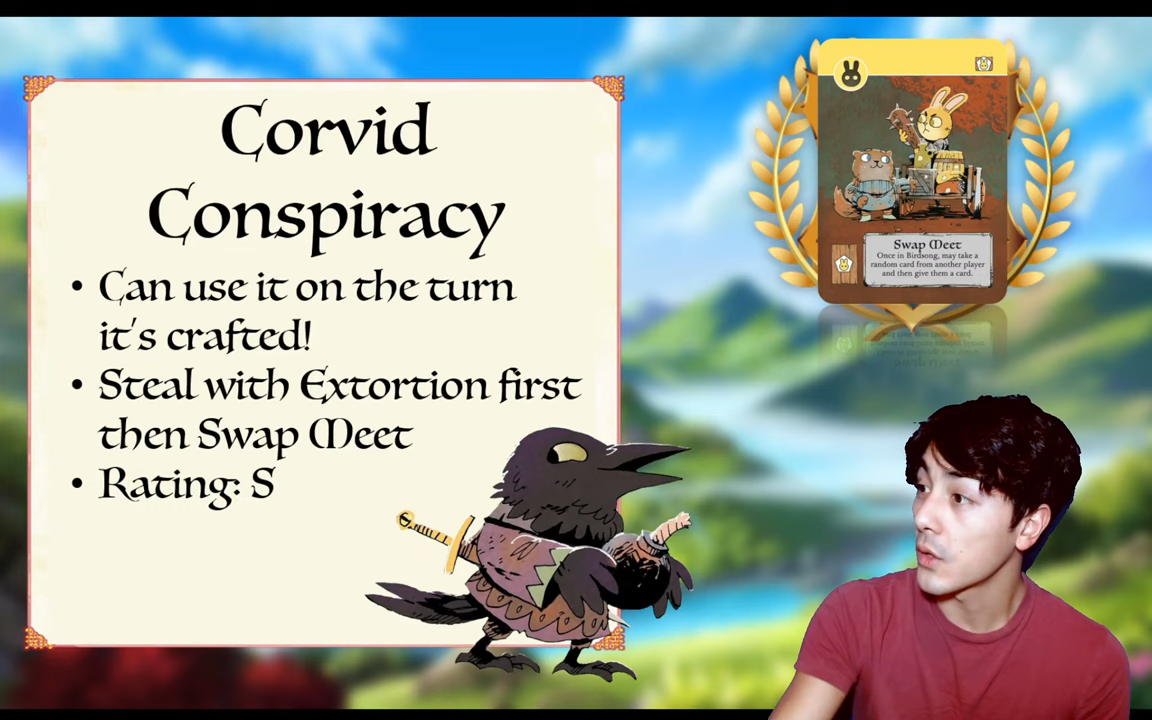 Corvid
Conspiracy
• Can use it on the turn
it's crafted!
• Steal with Extortion first
then Swap Meet
• Rating: S
Swap Meet
Once in Birdsong, may take a
random card from another player
and then give them a card.